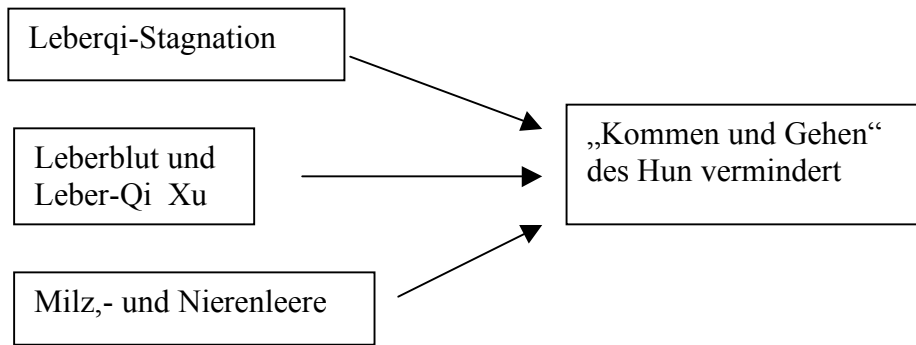 Leberqi-Stagnation
Leberblut und
Leber-Qi  Xu
Milz,- und Nierenleere
„Kommen und Gehen“
des Hun vermindert